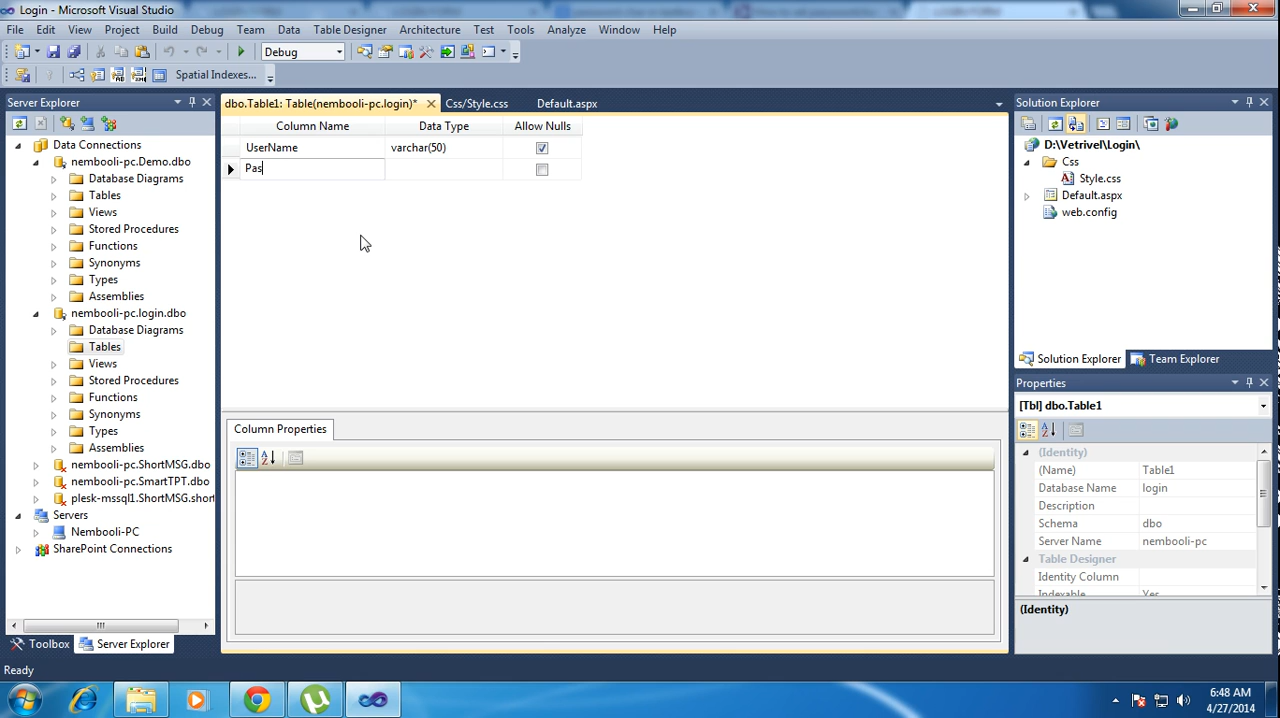 Login - Microsoft Visual Studio
File Edit View Project Build Debug Team Data Table Designer Architecture Test Tools Analyze Window Help
Debug
Spatial Indexes...
Server Explorer
Data Connections
nembooli-pc.Demo.dbo
Database Diagrams
Tables
Views
Stored Procedures
Functions
Synonyms
Types
Assemblies
nembooli-pc.login.dbo
Database Diagrams
Tables
Views
Stored Procedures
Functions
Synonyms
Types
Assemblies
nembooli-pc.ShortMSG.dbo
nembooli-pc.SmartTPT.dbo
plesk-mssql1.ShortMSG.short
Servers
Nembooli-PC
SharePoint Connections
Toolbox Server Explorer
dbo.Table1: Table(nembooli-pc.login)* Css/Style.css Default.aspx
Column Name Data Type Allow Nulls
UserName varchar(50)
Pas
Column Properties
Solution Explorer
D:\Vetrivel\Login\
Css
Style.css
Default.aspx
web.config
Solution Explorer Team Explorer
Properties
[Tbl] dbo.Table1
(Identity)
(Name) Table1
Database Name login
Description
Schema dbo
Server Name nembooli-pc
Table Designer
Identity Column
Indexable Yes
(Identity)
Ready
6:48 AM
4/27/2014